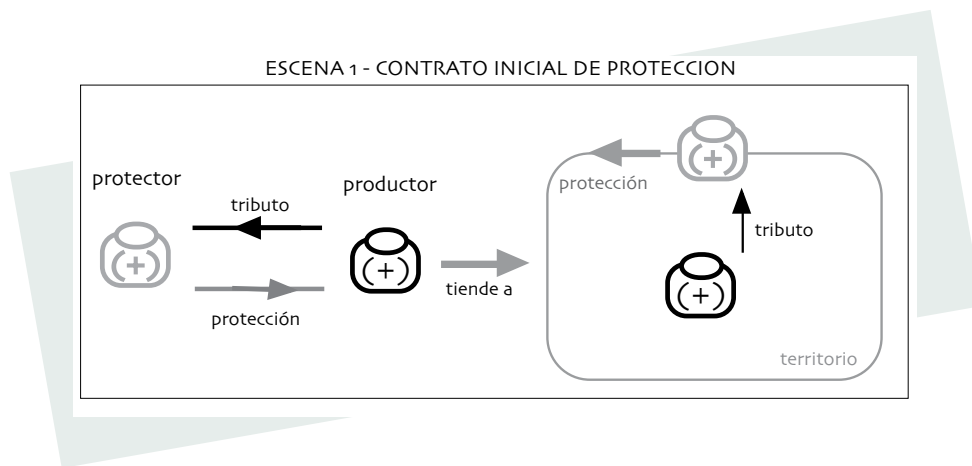 ESCENA 1 - CONTRATO INICIAL DE PROTECCION
protector
productor
tributo
protección
(+)
(+)
tiende a
(+)
protección
tributo
(+)
territorio